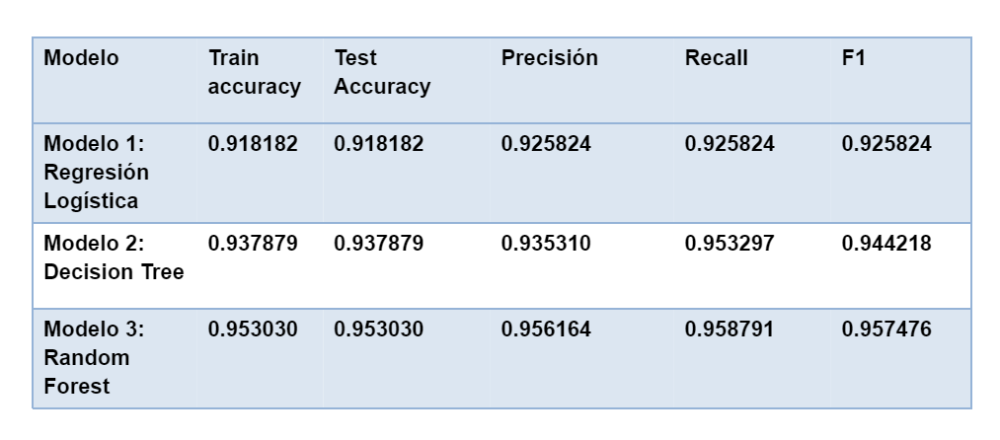 Modelo Train accuracy Test Accuracy Precisión Recall F1
Modelo 1: Regresión Logística 0.918182 0.918182 0.925824 0.925824 0.925824
Modelo 2: Decision Tree 0.937879 0.937879 0.935310 0.953297 0.944218
Modelo 3: Random Forest 0.953030 0.953030 0.956164 0.958791 0.957476